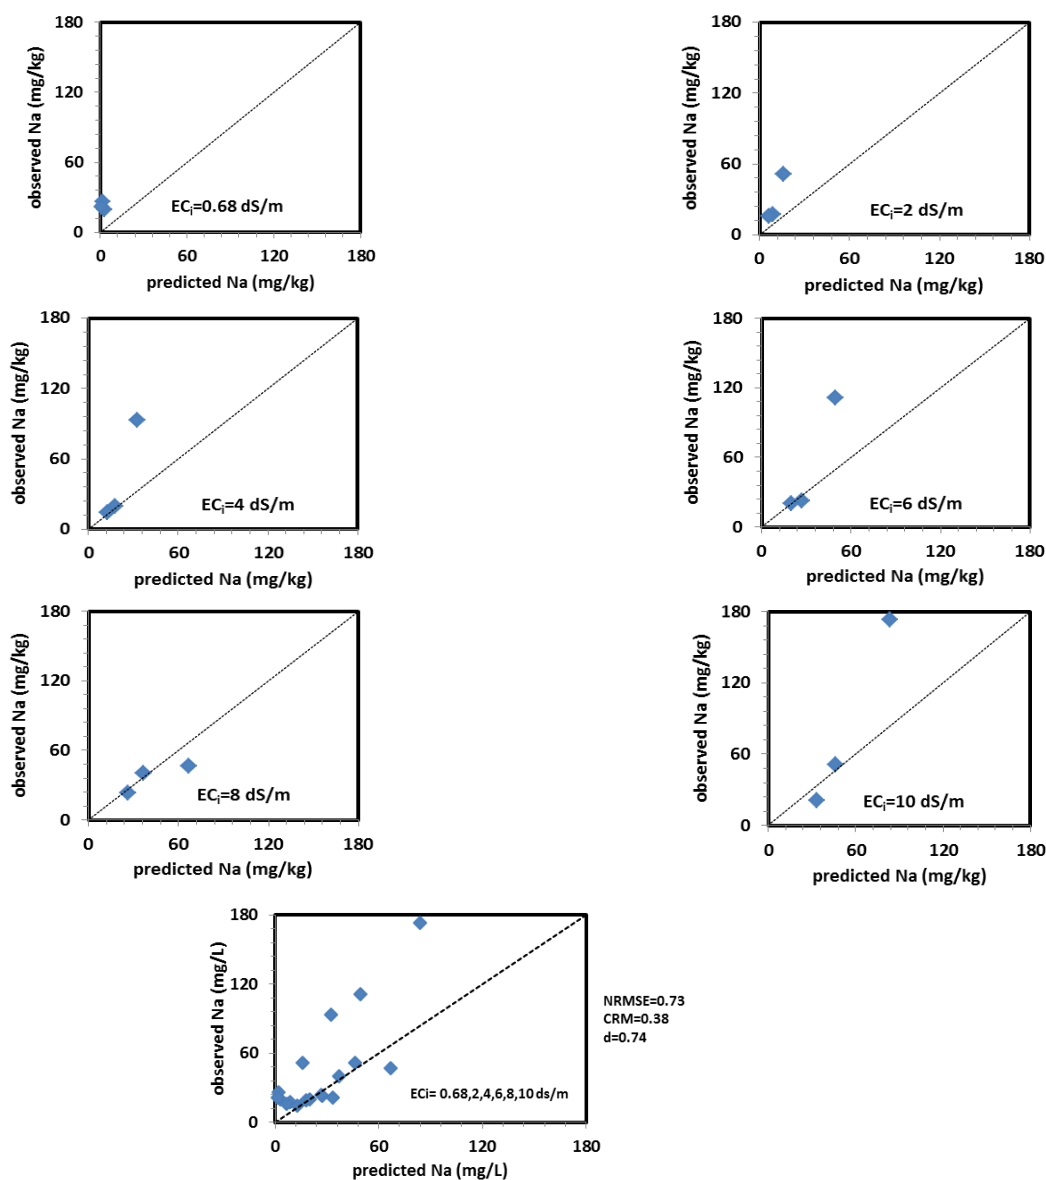 180
120
60
0
observed Na (mg/kg)
ECi=0.68 dS/m
0 60 120 180
predicted Na (mg/kg)
180
120
60
0
observed Na (mg/kg)
ECi=2 dS/m
0 60 120 180
predicted Na (mg/kg)
180
120
60
0
observed Na (mg/kg)
ECi=4 dS/m
0 60 120 180
predicted Na (mg/kg)
180
120
60
0
observed Na (mg/kg)
ECi=6 dS/m
0 60 120 180
predicted Na (mg/kg)
180
120
60
0
observed Na (mg/kg)
ECi=8 dS/m
0 60 120 180
predicted Na (mg/kg)
180
120
60
0
observed Na (mg/kg)
ECi=10 dS/m
0 60 120 180
predicted Na (mg/kg)
180
120
60
0
observed Na (mg/L)
ECi= 0.68,2,4,6,8,10 ds/m
0 60 120 180
predicted Na (mg/L)
NRMSE=0.73
CRM=0.38
d=0.74